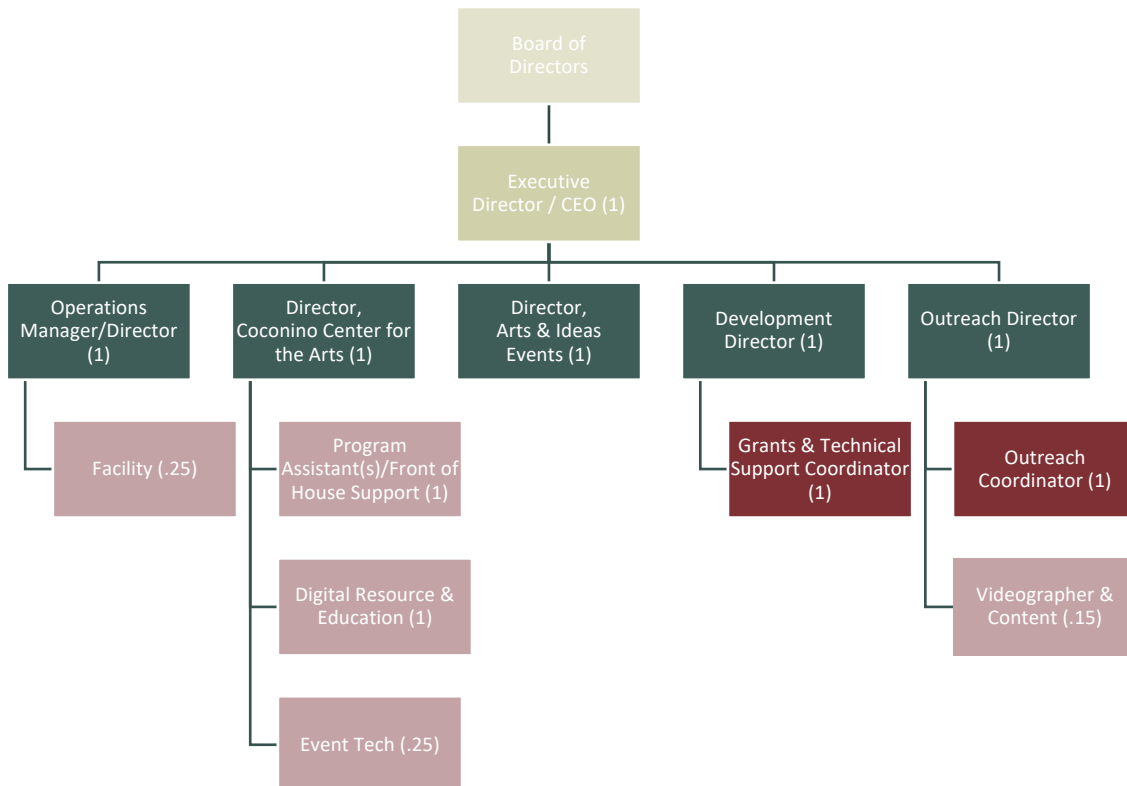 Board of
Directors
Executive
Director / CEO (1)
Operations
Manager/Director
(1)
Director,
Coconino Center for
the Arts (1)
Director,
Arts & Ideas
Events (1)
Development
Director (1)
Outreach Director
(1)
Facility (.25)
Program
Assistant(s)/Front of
House Support (1)
Grants & Technical
Support Coordinator
(1)
Outreach
Coordinator (1)
Digital Resource &
Education (1)
Videographer &
Content (.15)
Event Tech (.25)